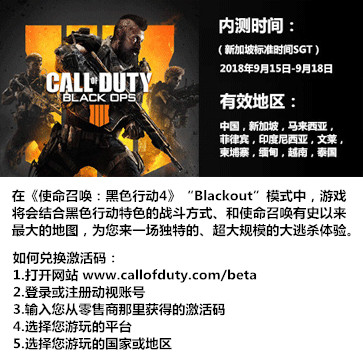 内测时间：
（新加坡标准时间SGT）
2018年9月15日-9月18日
CALL OF DUTY
BLACK OPS
IIII
有效地区：
中国，新加坡，马来西亚，
菲律宾，印度尼西亚，文莱，
柬埔寨，缅甸，越南，泰国
在《使命召唤：黑色行动4》“Blackout”模式中，游戏
将会结合黑色行动特色的战斗方式、和使命召唤有史以来
最大的地图，为您来一场独特的、超大规模的大逃杀体验。
如何兑换激活码：
1.打开网站 www.callofduty.com/beta
2.登录或注册动视账号
3.输入您从零售商那里获得的激活码
4.选择您游玩的平台
5.选择您游玩的国家或地区